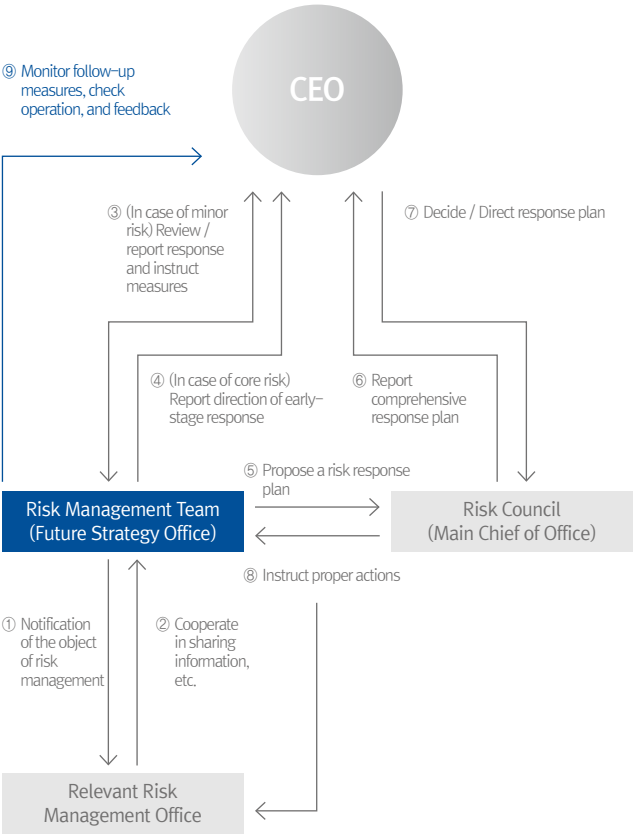 CEO
⑨ Monitor follow-up
measures, check
operation, and feedback
③ (In case of minor
risk) Review /
report response
and instruct
measures
⑦ Decide / Direct response plan
④ (In case of core risk)
Report direction of early-
stage response
⑥ Report
comprehensive
response plan
⑤ Propose a risk response
plan
Risk Management Team
(Future Strategy Office)
Risk Council
(Main Chief of Office)
⑧ Instruct proper actions
① Notification
of the object
of risk
management
② Cooperate
in sharing
information,
etc.
Relevant Risk
Management Office